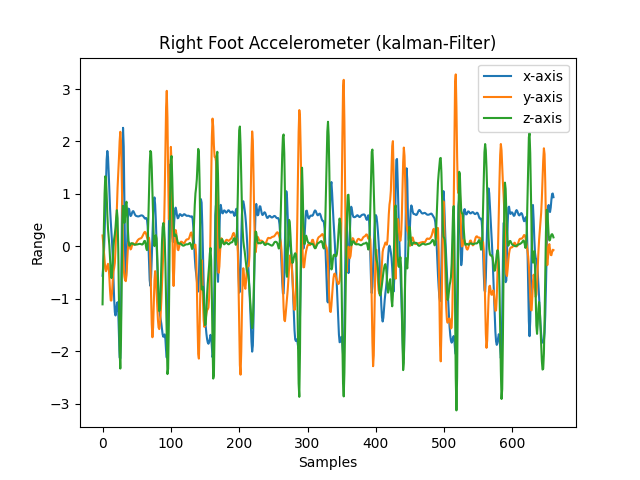 Right Foot Accelerometer (kalman-Filter)
x-axis
y-axis
z-axis
3
2
1
0
−1
−2
−3
Range
0 100 200 300 400 500 600
Samples